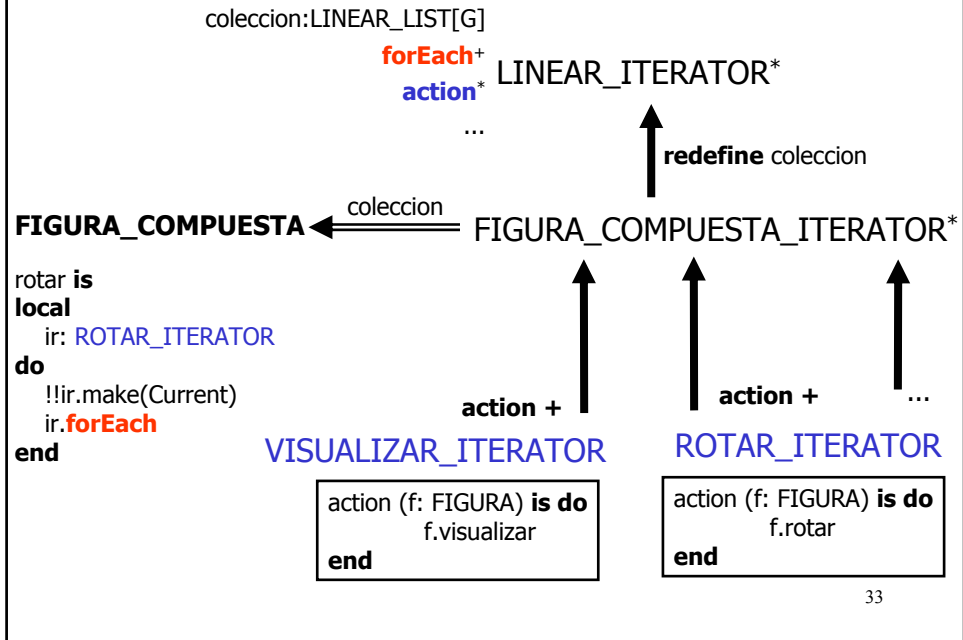 coleccion:LINEAR_LIST[G]
forEach+
action*
...
LINEAR_ITERATOR*
redefine coleccion
FIGURA_COMPUESTA
coleccion
FIGURA_COMPUESTA_ITERATOR*
rotar is
local
ir: ROTAR_ITERATOR
do
!!ir.make(Current)
ir.forEach
end
action +
action +
...
VISUALIZAR_ITERATOR
ROTAR_ITERATOR
action (f: FIGURA) is do
f.visualizar
end
action (f: FIGURA) is do
f.rotar
end
33